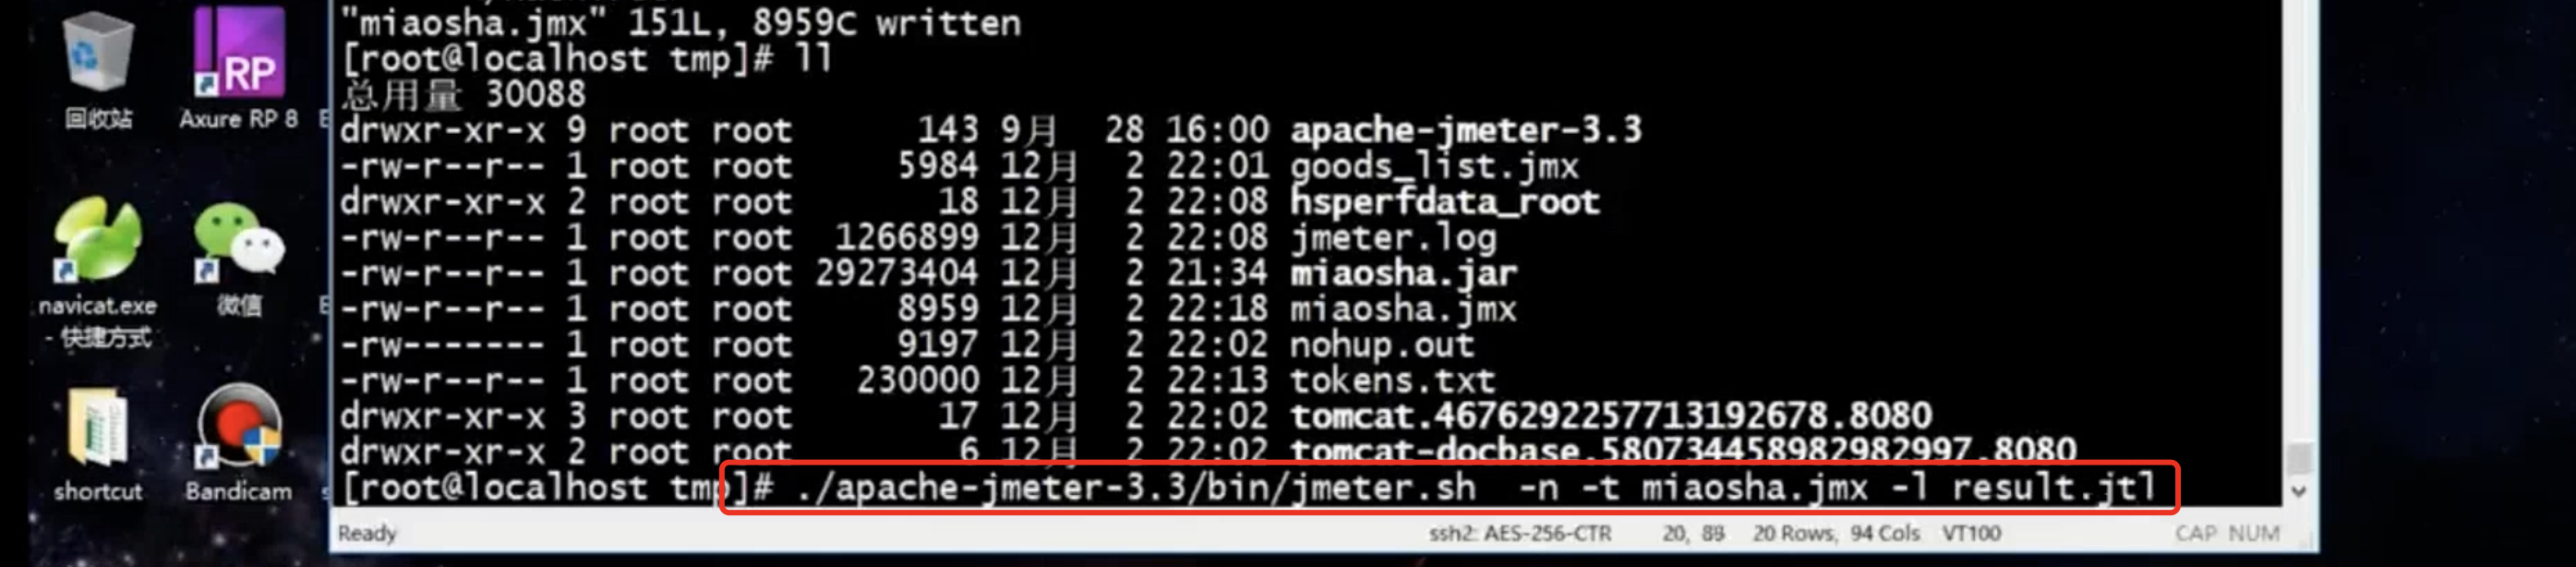 "miaosha.jmx" 151L, 8959C written
[root@localhost tmp]# ll
总用量 30088
drwxr-xr-x 9 root root 143 9月 28 16:00 apache-jmeter-3.3
-rw-r--r-- 1 root root 5984 12月 2 22:01 goods_list.jmx
drwxr-xr-x 2 root root 18 12月 2 22:08 hsperfdata_root
-rw-r--r-- 1 root root 1266899 12月 2 22:08 jmeter.log
-rw-r--r-- 1 root root 29273404 12月 2 21:34 miaosha.jar
-rw-r--r-- 1 root root 8959 12月 2 22:18 miaosha.jmx
-rw------- 1 root root 9197 12月 2 22:02 nohup.out
-rw-r--r-- 1 root root 230000 12月 2 22:13 tokens.txt
drwxr-xr-x 3 root root 17 12月 2 22:02 tomcat.4676292257713192678.8080
drwxr-xr-x 2 root root 6 12月 2 22:02 tomcat-docbase.580734458982982997.8080
[root@localhost tmp]# ./apache-jmeter-3.3/bin/jmeter.sh -n -t miaosha.jmx -l result.jtl
Ready ssh2: AES-256-CTR 20, 88 20 Rows, 94 Cols VT100 CAP NUM
回收站
RP
Axure RP 8
navicat.exe
- 快捷方式
微信
shortcut
Bandicam